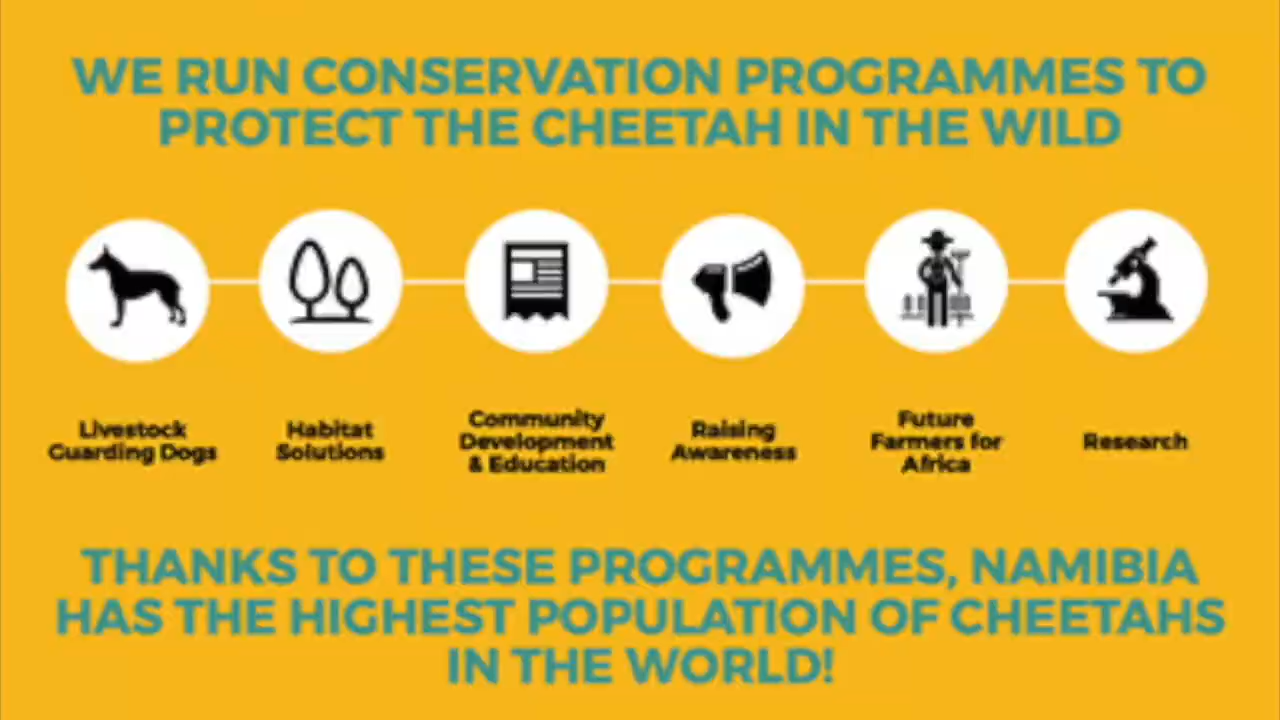 WE RUN CONSERVATION PROGRAMMES TO
PROTECT THE CHEETAH IN THE WILD
Livestock
Guarding Dogs
Habitat
Solutions
Community
Development
& Education
Raising
Awareness
Future
Farmers for
Africa
Research
THANKS TO THESE PROGRAMMES, NAMIBIA
HAS THE HIGHEST POPULATION OF CHEETAHS
IN THE WORLD!